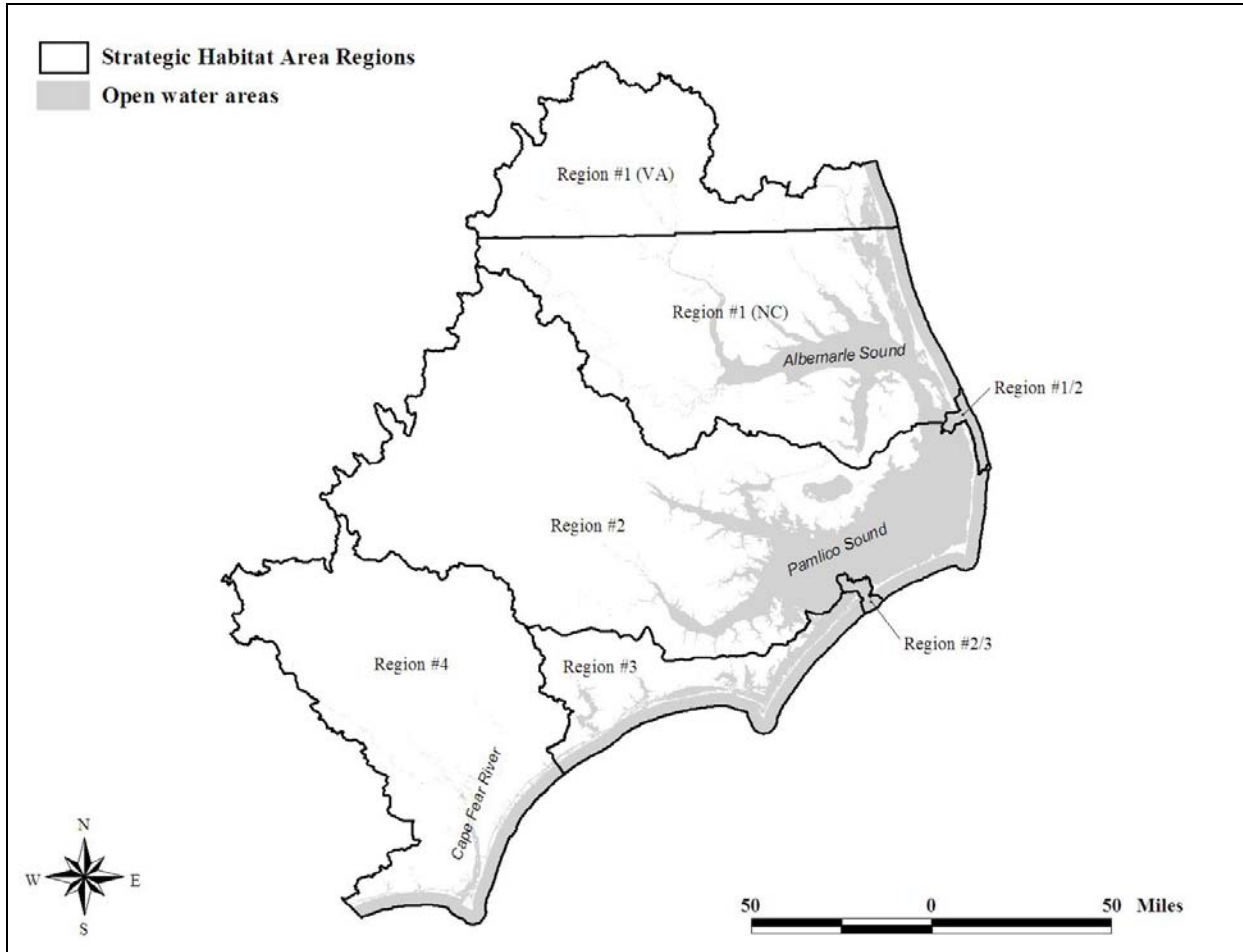 Strategic Habitat Area Regions
Open water areas
Region #1 (VA)
Region #1 (NC)
Albemarle Sound
Region #1/2
Region #2
Pamlico Sound
Region #2/3
Region #4
Region #3
Cape Fear River
N
W
E
S
50
0
50
Miles